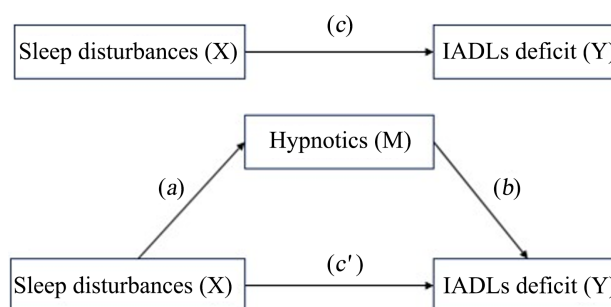 (c)
Sleep disturbances (X) IADLs deficit (Y)
Hypnotics (M)
(a) (b)
(c')
Sleep disturbances (X) IADLs deficit (Y)